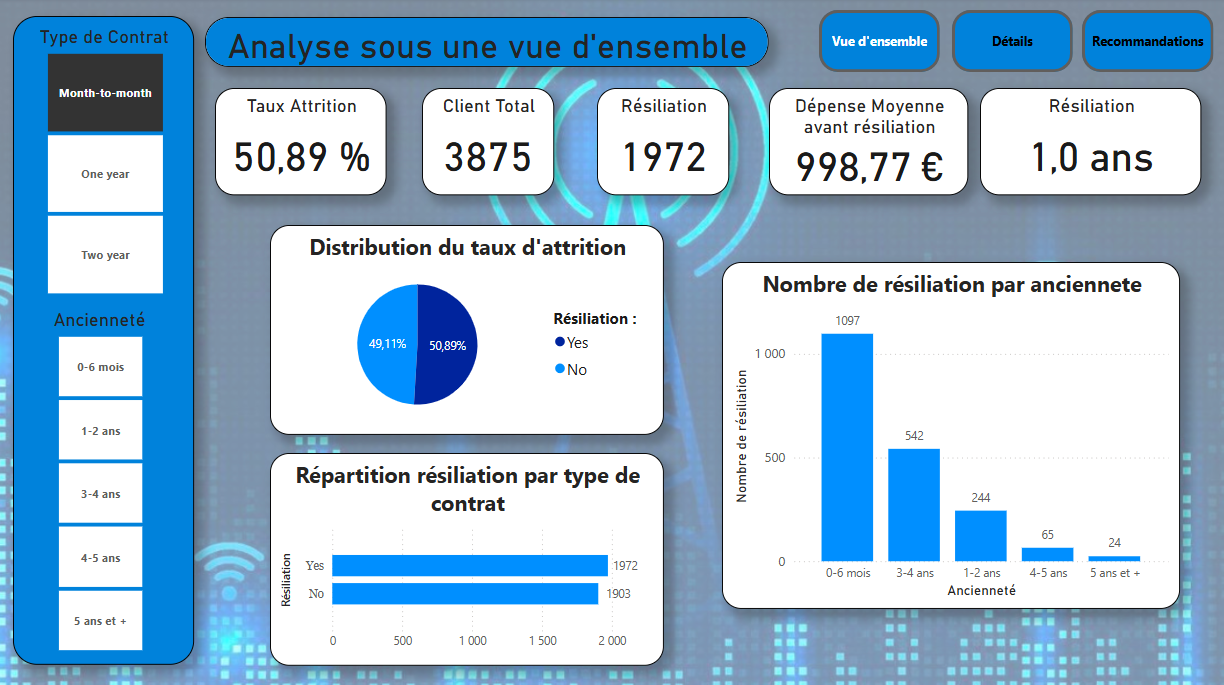 Type de Contrat
Month-to-month
One year
Two year
Ancienneté
0-6 mois
1-2 ans
3-4 ans
4-5 ans
5 ans et +
Analyse sous une vue d'ensemble
Vue d'ensemble
Détails
Recommandations
Taux Attrition
50,89 %
Client Total
3875
Résiliation
1972
Dépense Moyenne
avant résiliation
998,77 €
Résiliation
1,0 ans
Distribution du taux d'attrition
49,11%
50,89%
Résiliation :
Yes
No
Répartition résiliation par type de
contrat
Résiliation
Yes
1972
No
1903
0
500
1 000
1 500
2 000
Nombre de résiliation par anciennete
Nombre de résiliation
1 000
500
0
1097
542
244
65
24
0-6 mois
3-4 ans
1-2 ans
4-5 ans
5 ans et +
Ancienneté